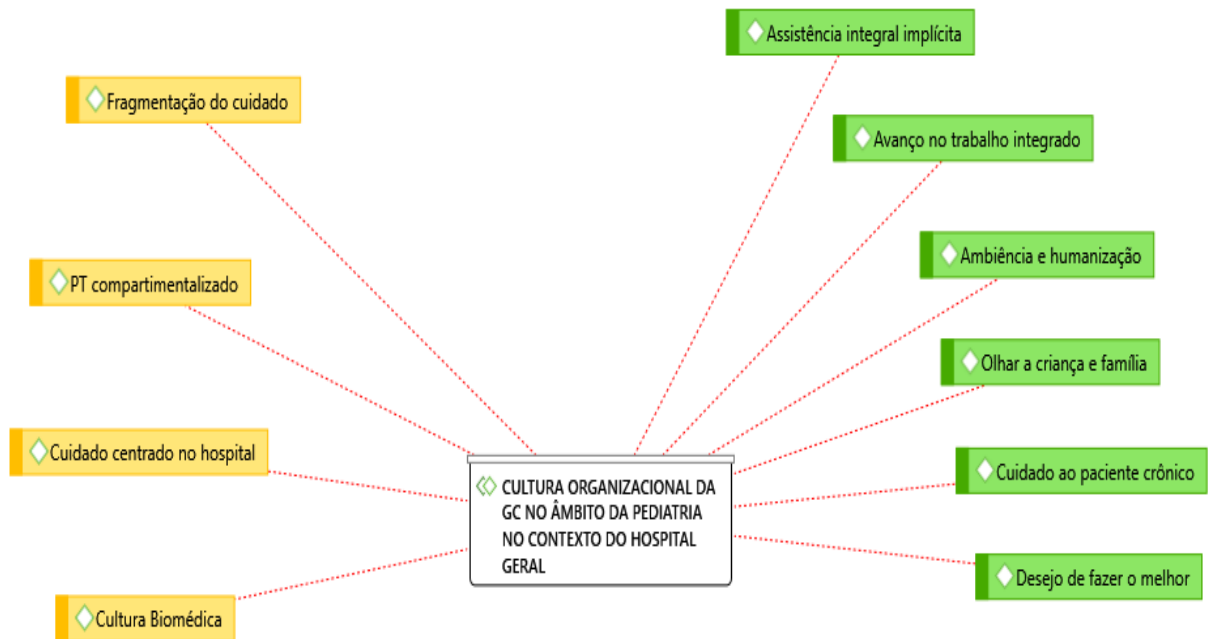 Assistência integral implícita
Fragmentação do cuidado
Avanço no trabalho integrado
Ambiência e humanização
PT compartimentalizado
Olhar a criança e família
Cuidado centrado no hospital
Cuidado ao paciente crônico
CULTURA ORGANIZACIONAL DA
GC NO ÂMBITO DA PEDIATRIA
NO CONTEXTO DO HOSPITAL
GERAL
Desejo de fazer o melhor
Cultura Biomédica